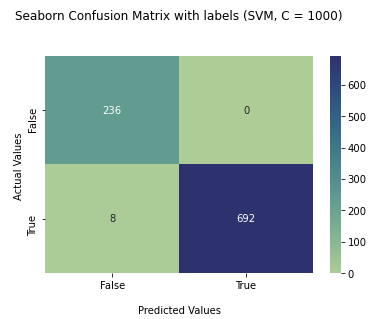 Seaborn Confusion Matrix with labels (SVM, C = 1000)
236 0
8 692
False
True
Actual Values
False True
Predicted Values
600
500
400
300
200
100
0